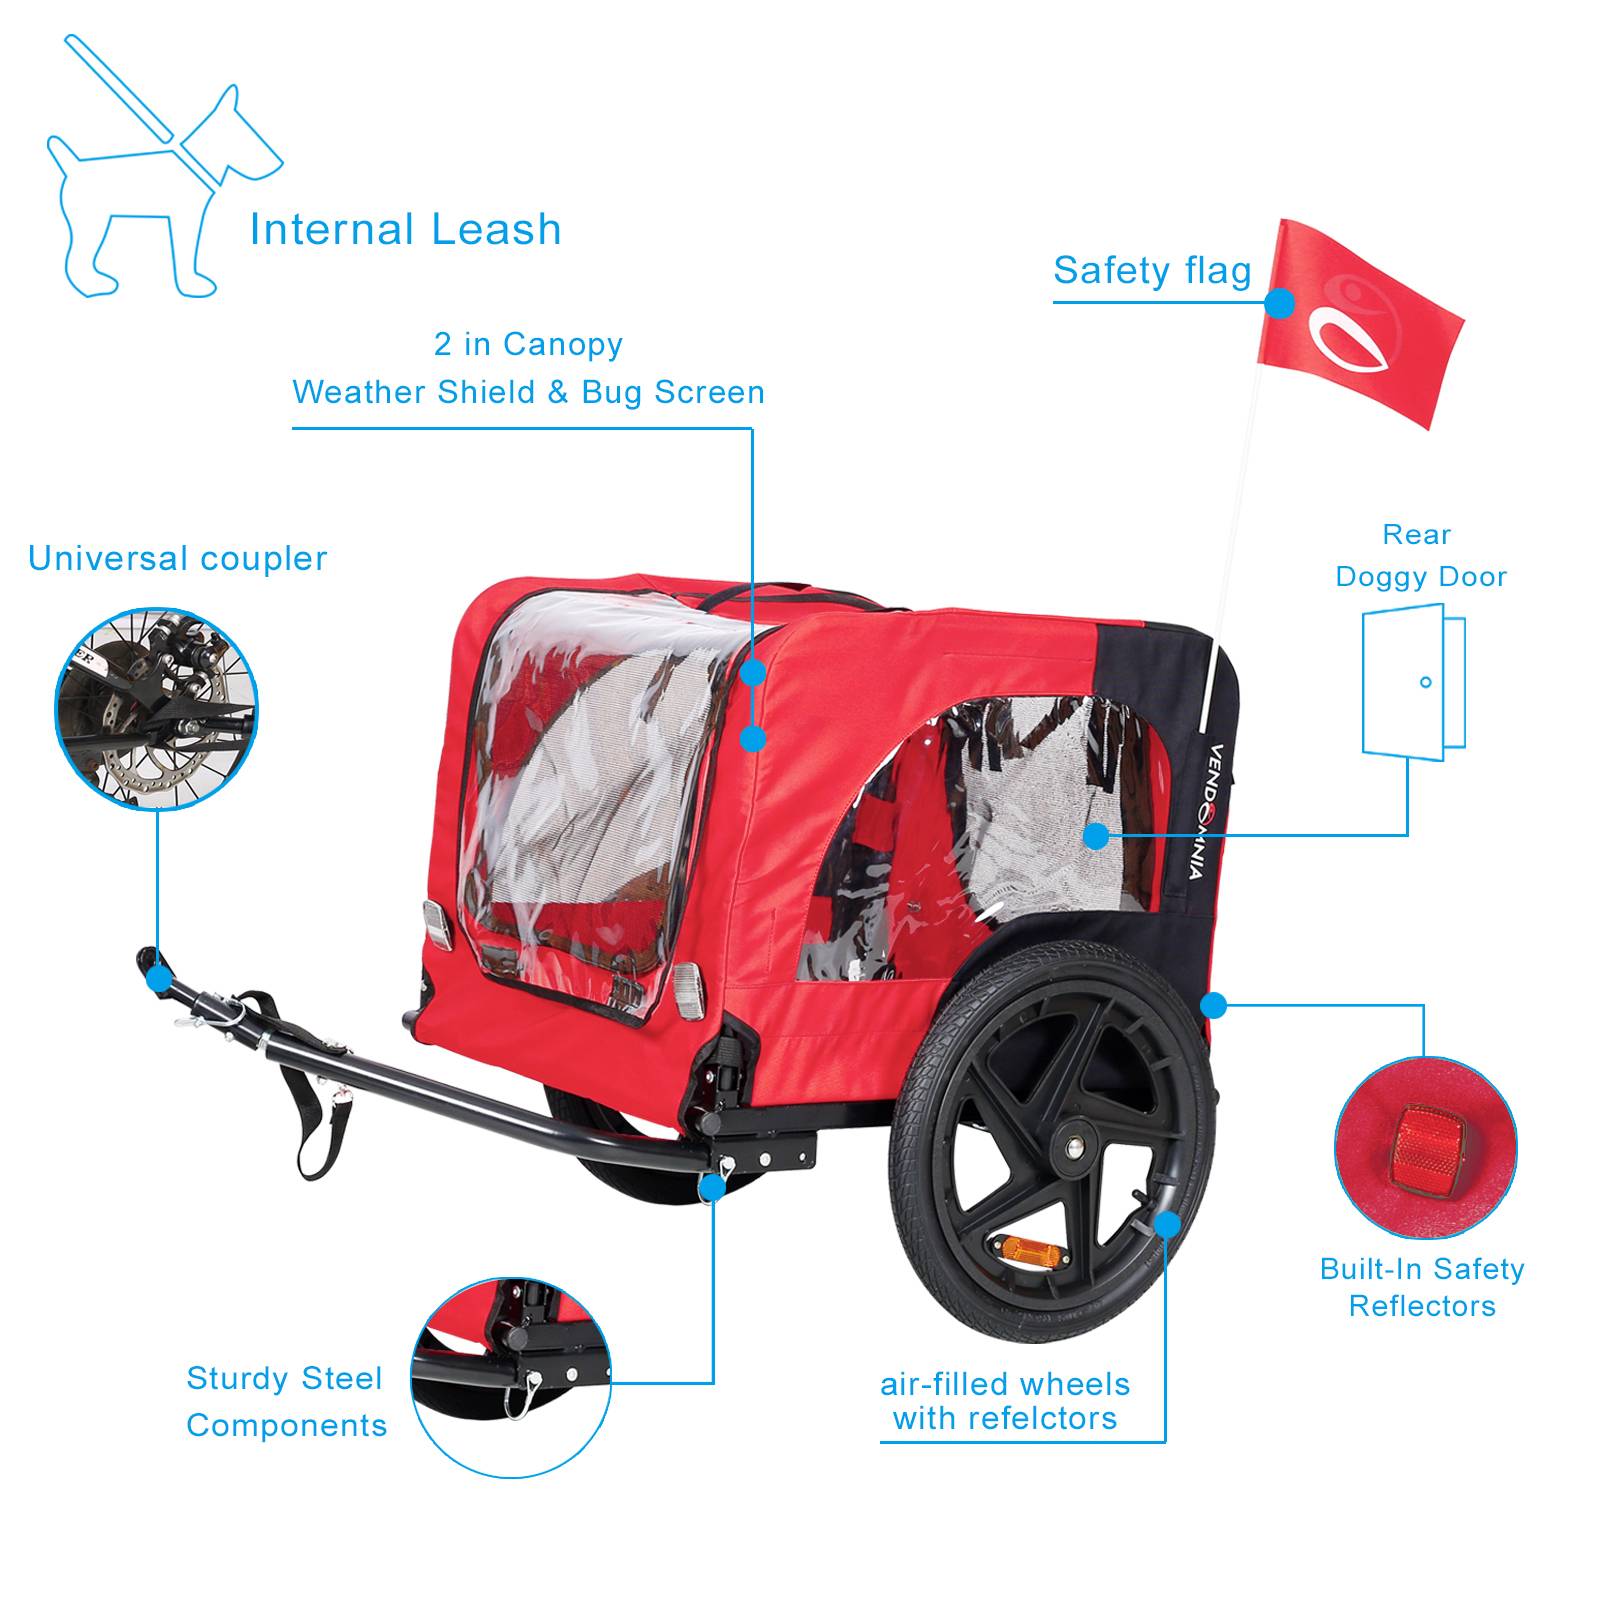 Internal Leash
Safety flag
2 in Canopy
Weather Shield & Bug Screen
Rear
Doggy Door
Universal coupler
ER
VENDOMNIA
Built-In Safety
Reflectors
Sturdy Steel
Components
air-filled wheels
with refelctors